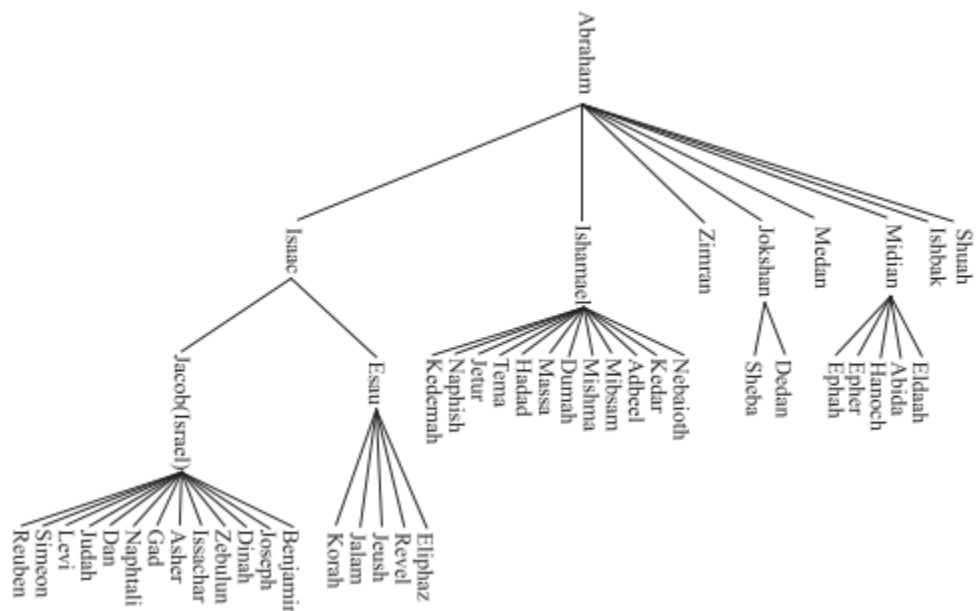 Abraham
Isaac
Ishamael
Zimran
Jokshan
Medan
Midian
Ishbak
Shuah
Jacob(Israel)
Esau
Kedemah
Naphish
Jetur
Tema
Hadad
Massa
Dumah
Mishma
Mibsam
Adbeel
Kedar
Nebaioth
Sheba
Dedan
Ephah
Epher
Hanoch
Abida
Eldaah
Reuben
Simeon
Levi
Judah
Dan
Naphtali
Gad
Asher
Issachar
Zebulun
Dinah
Joseph
Benjamin
Korah
Jalam
Jeush
Revel
Eliphaz